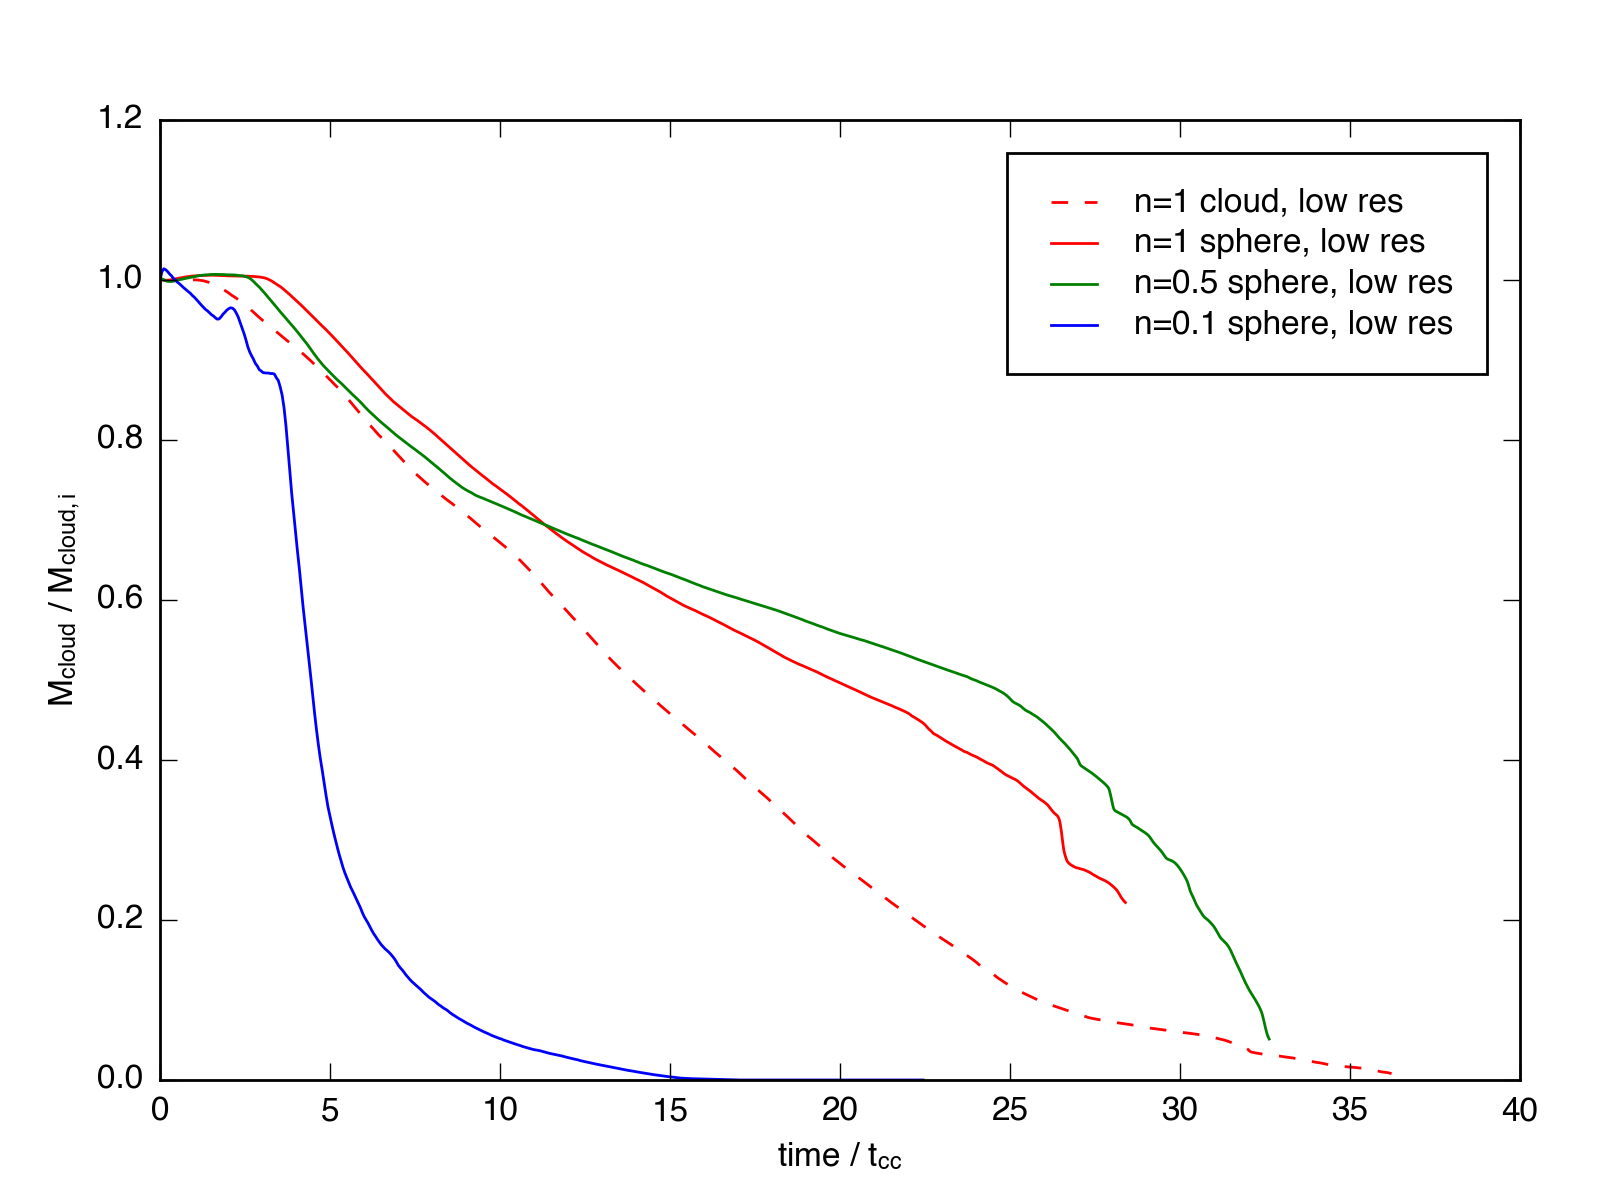 1.2
1.0
0.8
0.6
0.4
0.2
0.0
M_cloud / M_cloud,i
n=1 cloud, low res
n=1 sphere, low res
n=0.5 sphere, low res
n=0.1 sphere, low res
0 5 10 15 20 25 30 35 40
time / t_cc